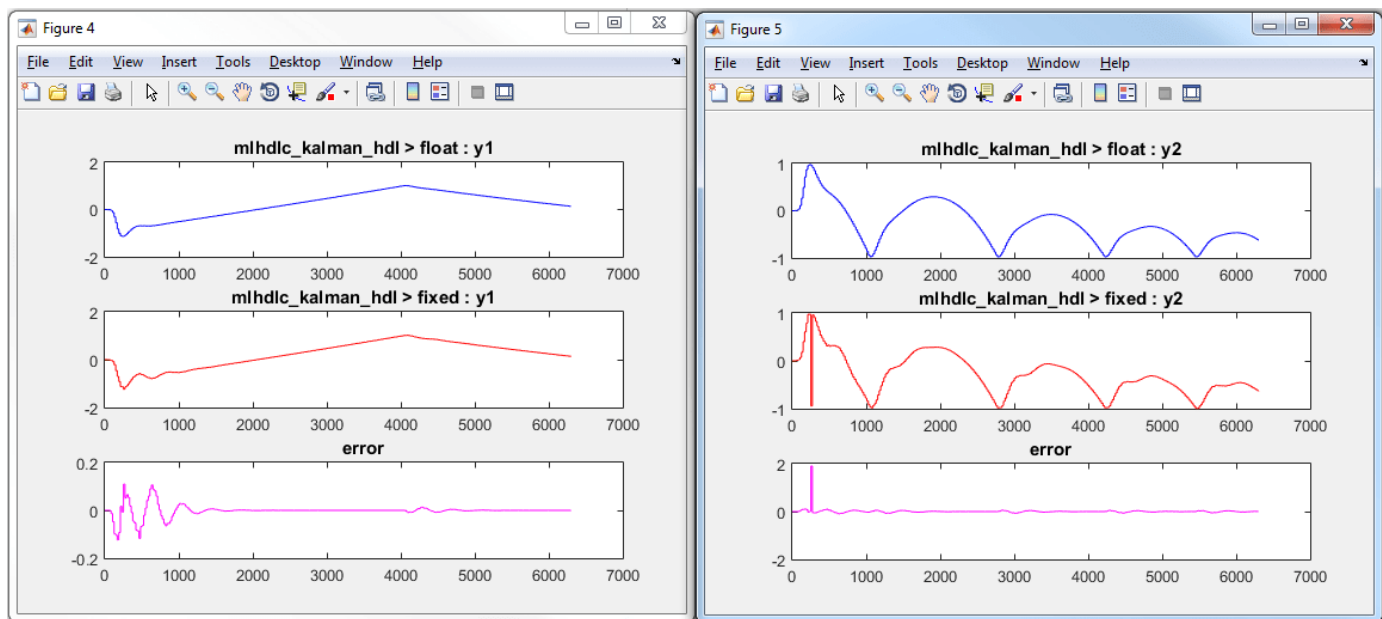 Figure 4
File Edit View Insert Tools Desktop Window Help
mlhdlc_kalman_hdl > float : y1
2
0
-2
0 1000 2000 3000 4000 5000 6000 7000
mlhdlc_kalman_hdl > fixed : y1
2
0
-2
0 1000 2000 3000 4000 5000 6000 7000
error
0.2
0
-0.2
0 1000 2000 3000 4000 5000 6000 7000
Figure 5
File Edit View Insert Tools Desktop Window Help
mlhdlc_kalman_hdl > float : y2
1
0
-1
0 1000 2000 3000 4000 5000 6000 7000
mlhdlc_kalman_hdl > fixed : y2
1
0
-1
0 1000 2000 3000 4000 5000 6000 7000
error
2
0
-2
0 1000 2000 3000 4000 5000 6000 7000